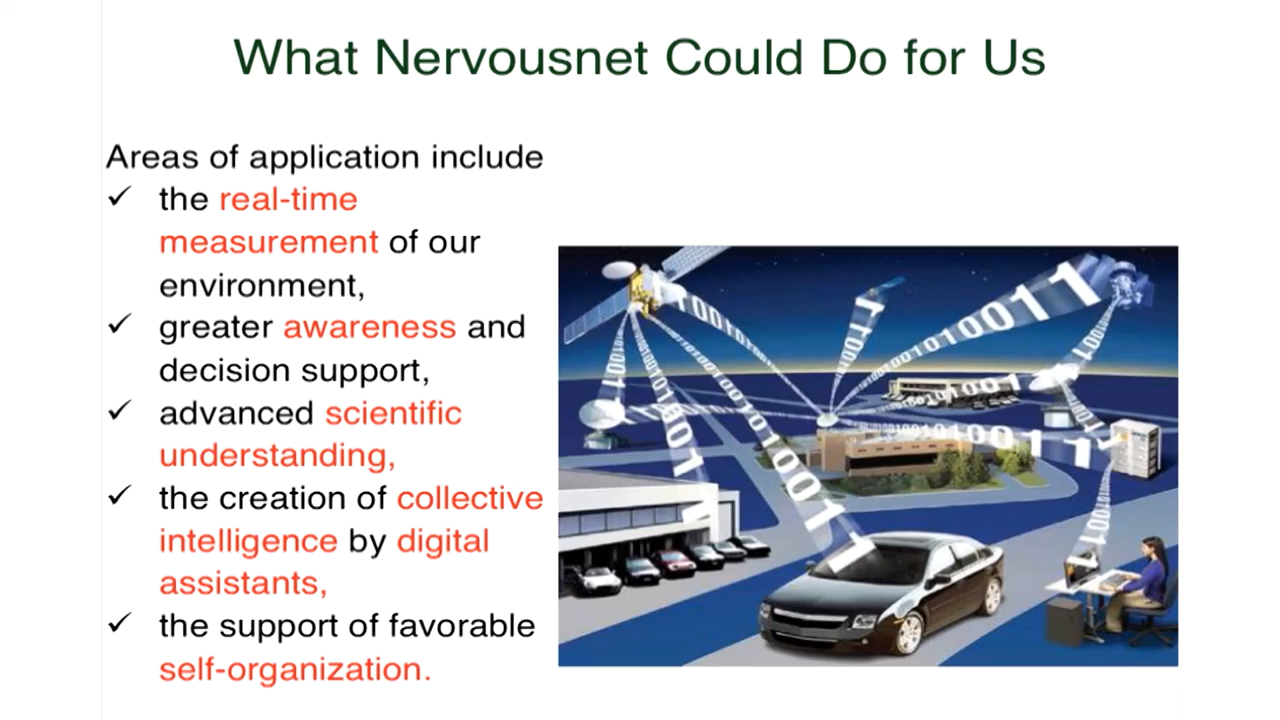 What Nervousnet Could Do for Us
Areas of application include
✓ the real-time
measurement of our
environment,
✓ greater awareness and
decision support,
✓ advanced scientific
understanding,
✓ the creation of collective
intelligence by digital
assistants,
✓ the support of favorable
self-organization.